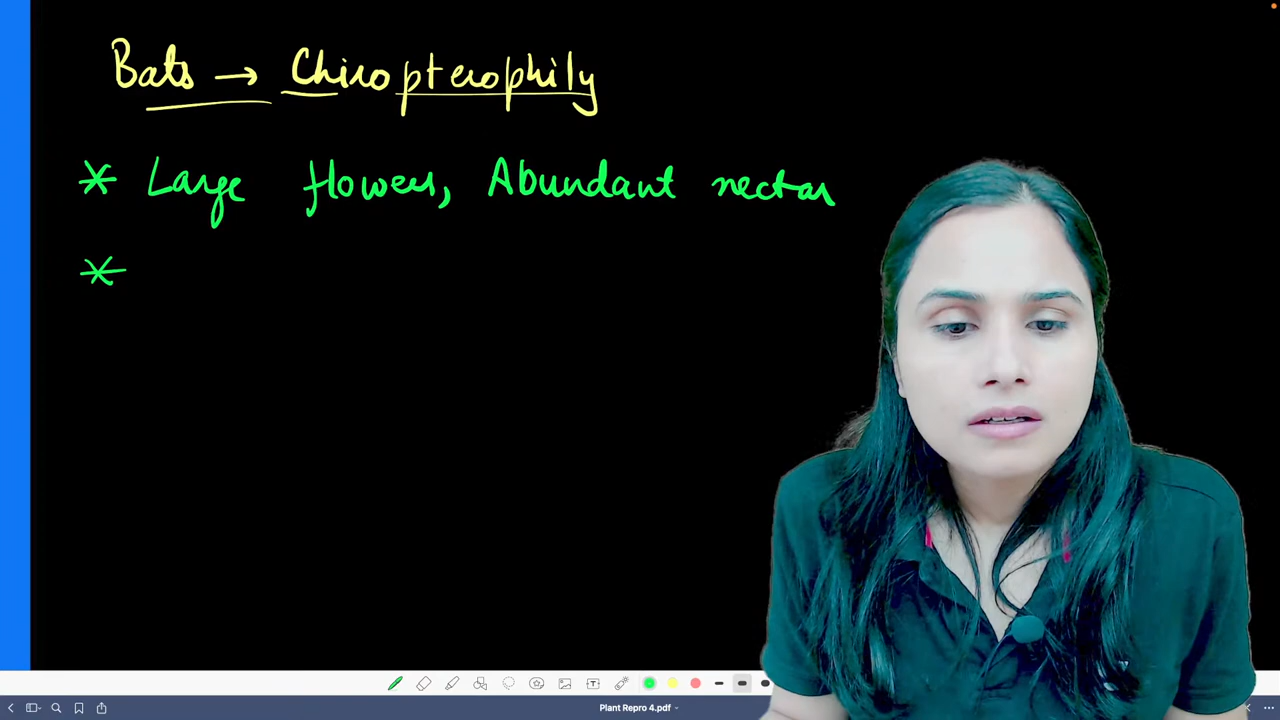 Bats → Chiropterophily
* Large flowers, Abundant nectar
*
Plant Repro 4.pdf